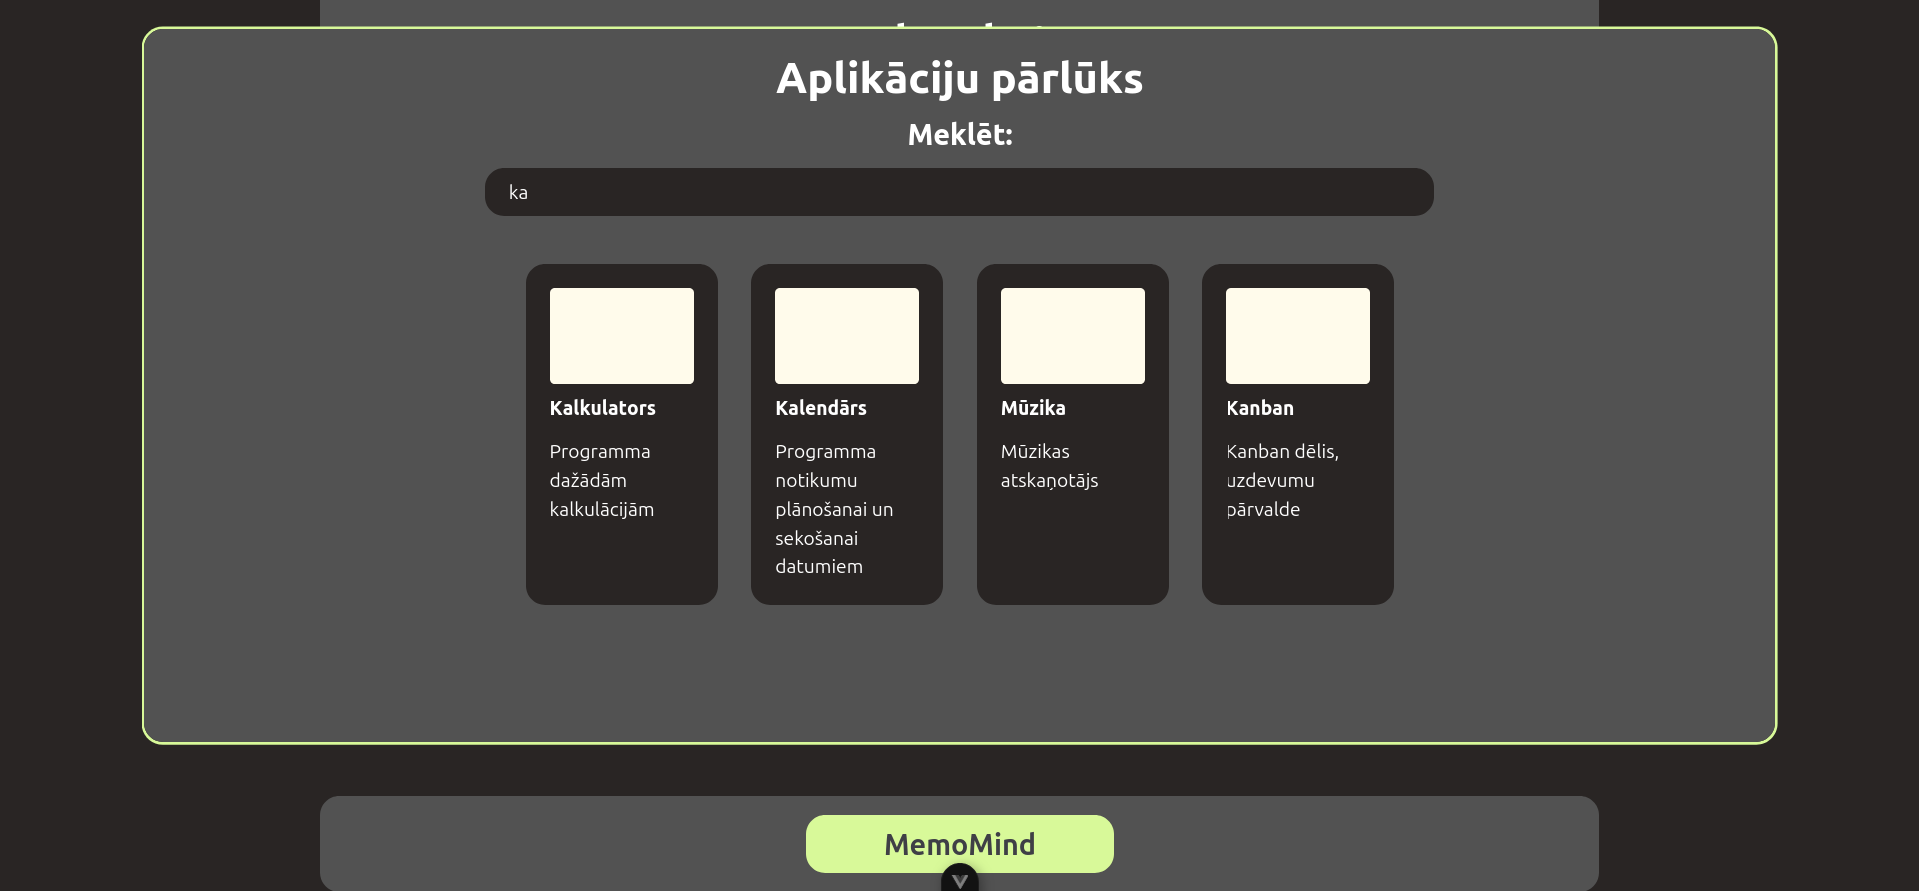 Aplikāciju pārlūks
Meklēt:
ka
Kalkulators
Programma
dažādām
kalkulācijām
Kalendārs
Programma
notikumu
plānošanai un
sekošanai
datumiem
Mūzika
Mūzikas
atskaņotājs
Kanban
Kanban dēlis,
uzdevumu
pārvalde
MemoMind